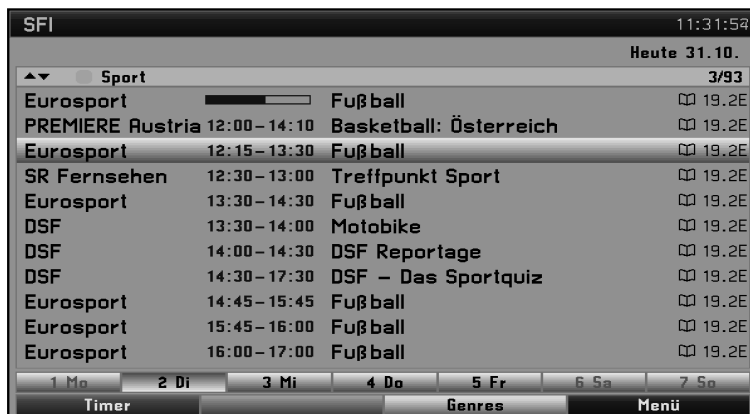 SFI 11:31:54
Heute 31.10.
Sport 3/93
Eurosport Fußball 19.2E
PREMIERE Austria 12:00-14:10 Basketball: Österreich 19.2E
Eurosport 12:15-13:30 Fußball 19.2E
SR Fernsehen 12:30-13:00 Treffpunkt Sport 19.2E
Eurosport 13:30-14:30 Fußball 19.2E
DSF 13:30-14:00 Motobike 19.2E
DSF 14:00-14:30 DSF Reportage 19.2E
DSF 14:30-17:30 DSF - Das Sportquiz 19.2E
Eurosport 14:45-15:45 Fußball 19.2E
Eurosport 15:45-16:00 Fußball 19.2E
Eurosport 16:00-17:00 Fußball 19.2E
1 Mo 2 Di 3 Mi 4 Do 5 Fr 6 Sa 7 So
Timer Genres Menü